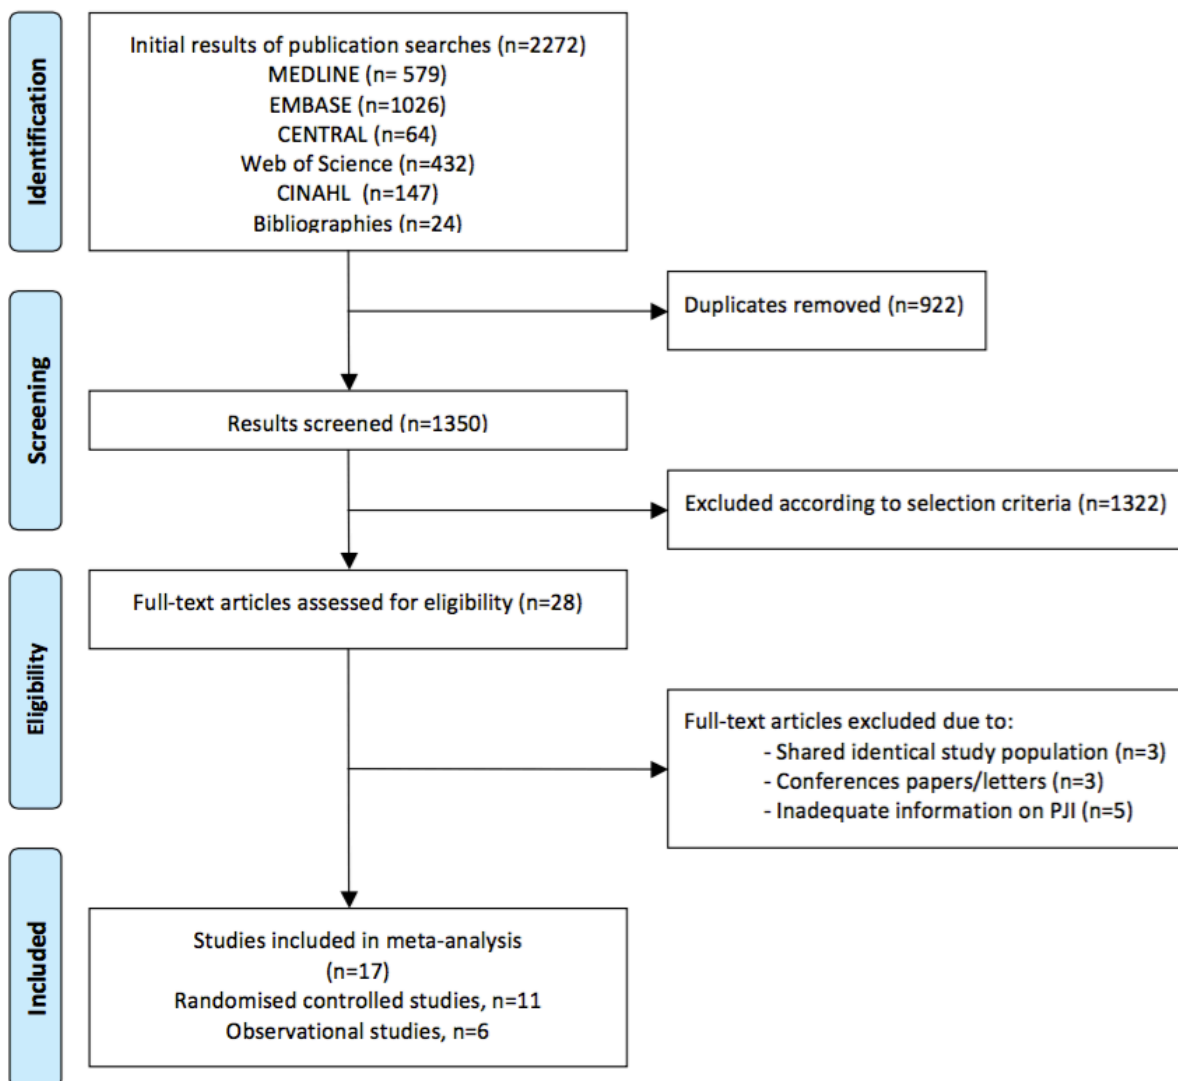 Identification
Initial results of publication searches (n=2272)
MEDLINE (n= 579)
EMBASE (n=1026)
CENTRAL (n=64)
Web of Science (n=432)
CINAHL  (n=147)
Bibliographies (n=24)
Duplicates removed (n=922)
Screening
Results screened (n=1350)
Excluded according to selection criteria (n=1322)
Eligibility
Full-text articles assessed for eligibility (n=28)
Full-text articles excluded due to:
- Shared identical study population (n=3)
- Conferences papers/letters (n=3)
- Inadequate information on PJI (n=5)
Included
Studies included in meta-analysis
(n=17)
Randomised controlled studies, n=11
Observational studies, n=6